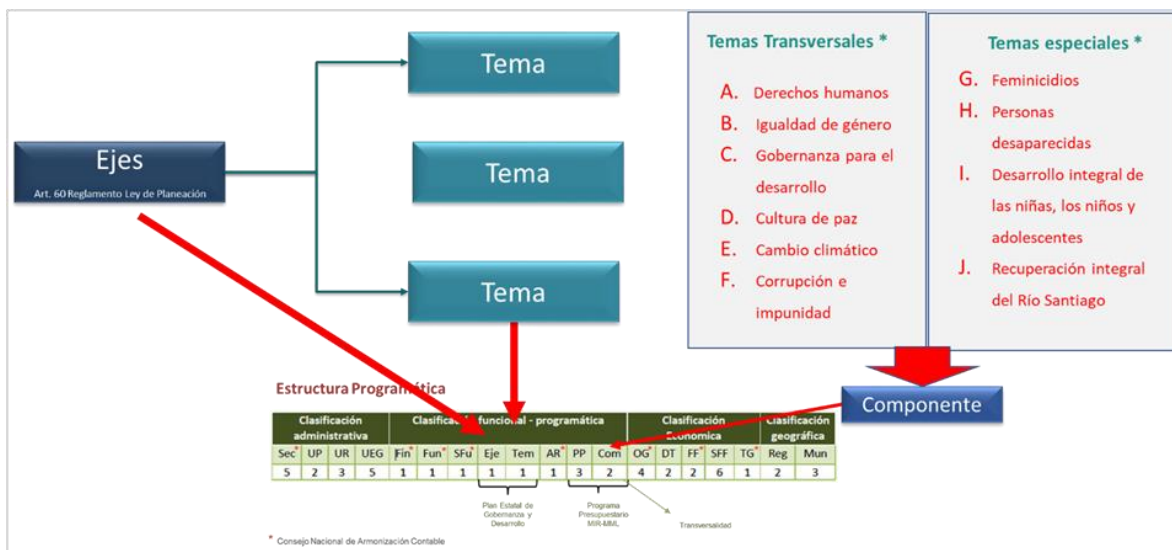 Temas Transversales *
A. Derechos humanos
B. Igualdad de género
C. Gobernanza para el
desarrollo
D. Cultura de paz
E. Cambio climático
F. Corrupción e
impunidad
Temas especiales *
G. Feminicidios
H. Personas
desaparecidas
I. Desarrollo integral de
las niñas, los niños y
adolescentes
J. Recuperación integral
del Río Santiago
Tema
Ejes
Art. 60 Reglamento Ley de Planeación
Tema
Tema
Componente
Estructura Programática
Clasificación administrativa
Clasificación funcional - programática
Clasificación Económica
Clasificación geográfica
Sec* UP UR UEG Fin* Fun* SFu* Eje Tem AR* PP Com OG* DT FF* SFF TG* Reg Mun
5 2 3 5 1 1 1 1 1 1 3 2 4 2 2 6 1 2 3
Plan Estatal de
Gobernanza y
Desarrollo
Programa
Presupuestario
MIR-MML
Transversalidad
* Consejo Nacional de Armonización Contable